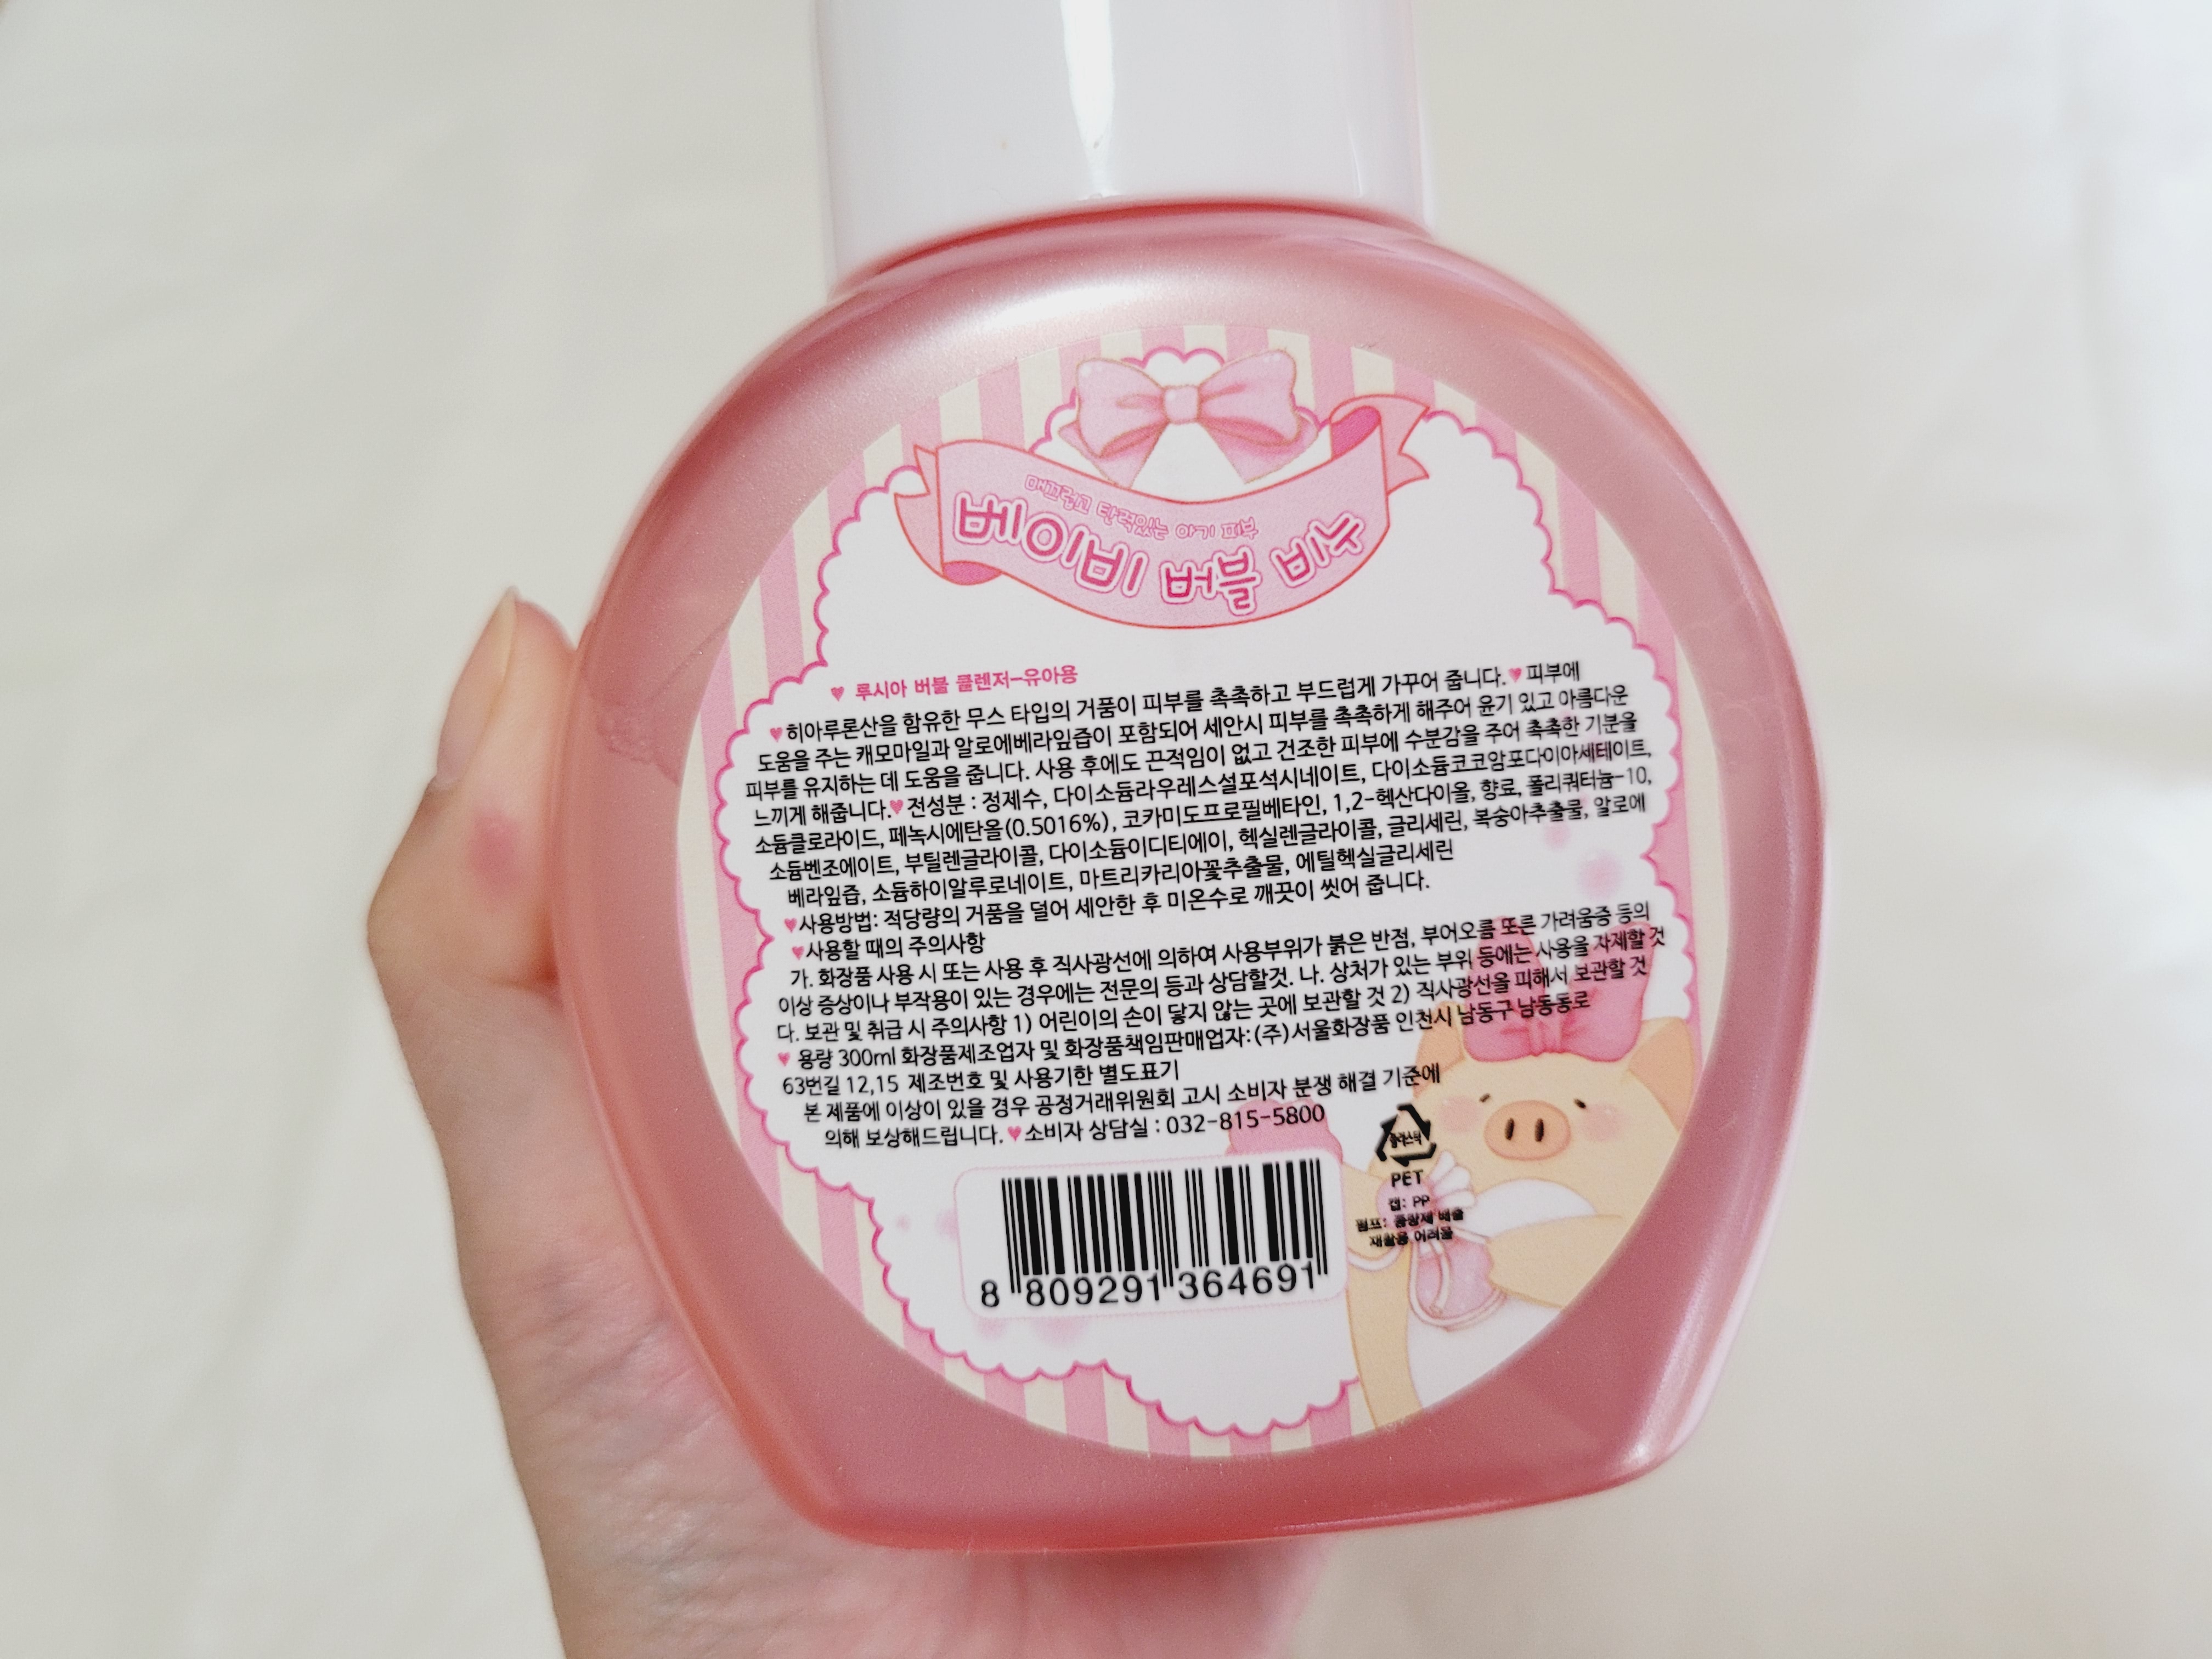 매끄럽고 탄력있는 아기 피부
베이비 버블 비누
♥ 루시아 버블 클렌저-유아용
♥히아루론산을 함유한 무스 타입의 거품이 피부를 촉촉하고 부드럽게 가꾸어 줍니다.♥피부에
도움을 주는 캐모마일과 알로에베라잎즙이 포함되어 세안시 피부를 촉촉하게 해주어 윤기 있고 아름다운
피부를 유지하는 데 도움을 줍니다. 사용 후에도 끈적임이 없고 건조한 피부에 수분감을 주어 촉촉한 기분을
느끼게 해줍니다.♥전성분 : 정제수, 다이소듐라우레스설포석시네이트, 다이소듐코코암포다이아세테이트,
소듐클로라이드, 페녹시에탄올(0.5016%), 코카미도프로필베타인, 1,2-헥산다이올, 향료, 폴리쿼터늄-10,
소듐벤조에이트, 부틸렌글라이콜, 다이소듐이디티에이, 헥실렌글라이콜, 글리세린, 복숭아추출물, 알로에
베라잎즙, 소듐하이알루로네이트, 마트리카리아꽃추출물, 에틸헥실글리세린
♥사용방법: 적당량의 거품을 덜어 세안한 후 미온수로 깨끗이 씻어 줍니다.
♥사용할 때의 주의사항
가. 화장품 사용 시 또는 사용 후 직사광선에 의하여 사용부위가 붉은 반점, 부어오름 또른 가려움증 등의
이상 증상이나 부작용이 있는 경우에는 전문의 등과 상담할것. 나. 상처가 있는 부위 등에는 사용을 자제할 것
다. 보관 및 취급 시 주의사항 1) 어린이의 손이 닿지 않는 곳에 보관할 것 2) 직사광선을 피해서 보관할 것
♥ 용량 300ml 화장품제조업자 및 화장품책임판매업자:(주)서울화장품 인천시 남동구 남동동로
63번길 12,15 제조번호 및 사용기한 별도표기
본 제품에 이상이 있을 경우 공정거래위원회 고시 소비자 분쟁 해결 기준에
의해 보상해드립니다.♥소비자 상담실 : 032-815-5800
플라스틱
PET
캡: PP
펌프: 종량제 배출
재활용 어려움
8 809291 364691